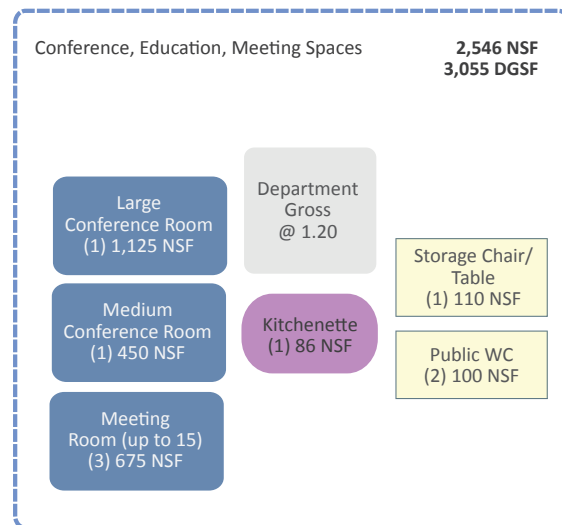 Conference, Education, Meeting Spaces
2,546 NSF
3,055 DGSF
Large
Conference Room
(1) 1,125 NSF
Department
Gross
@ 1.20
Storage Chair/
Table
(1) 110 NSF
Medium
Conference Room
(1) 450 NSF
Kitchenette
(1) 86 NSF
Public WC
(2) 100 NSF
Meeting
Room (up to 15)
(3) 675 NSF